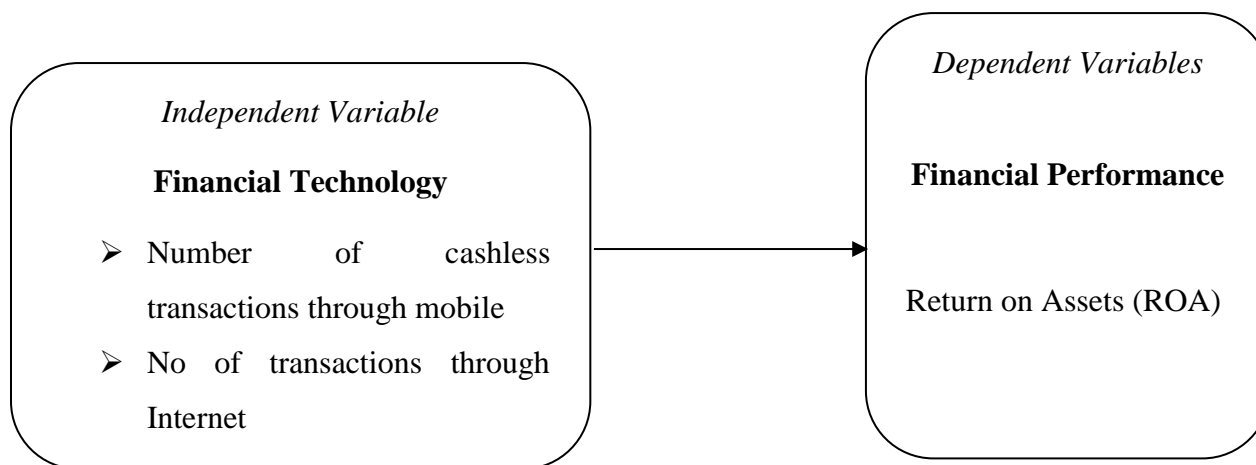 Independent Variable
Financial Technology
➢ Number of cashless
transactions through mobile
➢ No of transactions through
Internet
Dependent Variables
Financial Performance
Return on Assets (ROA)